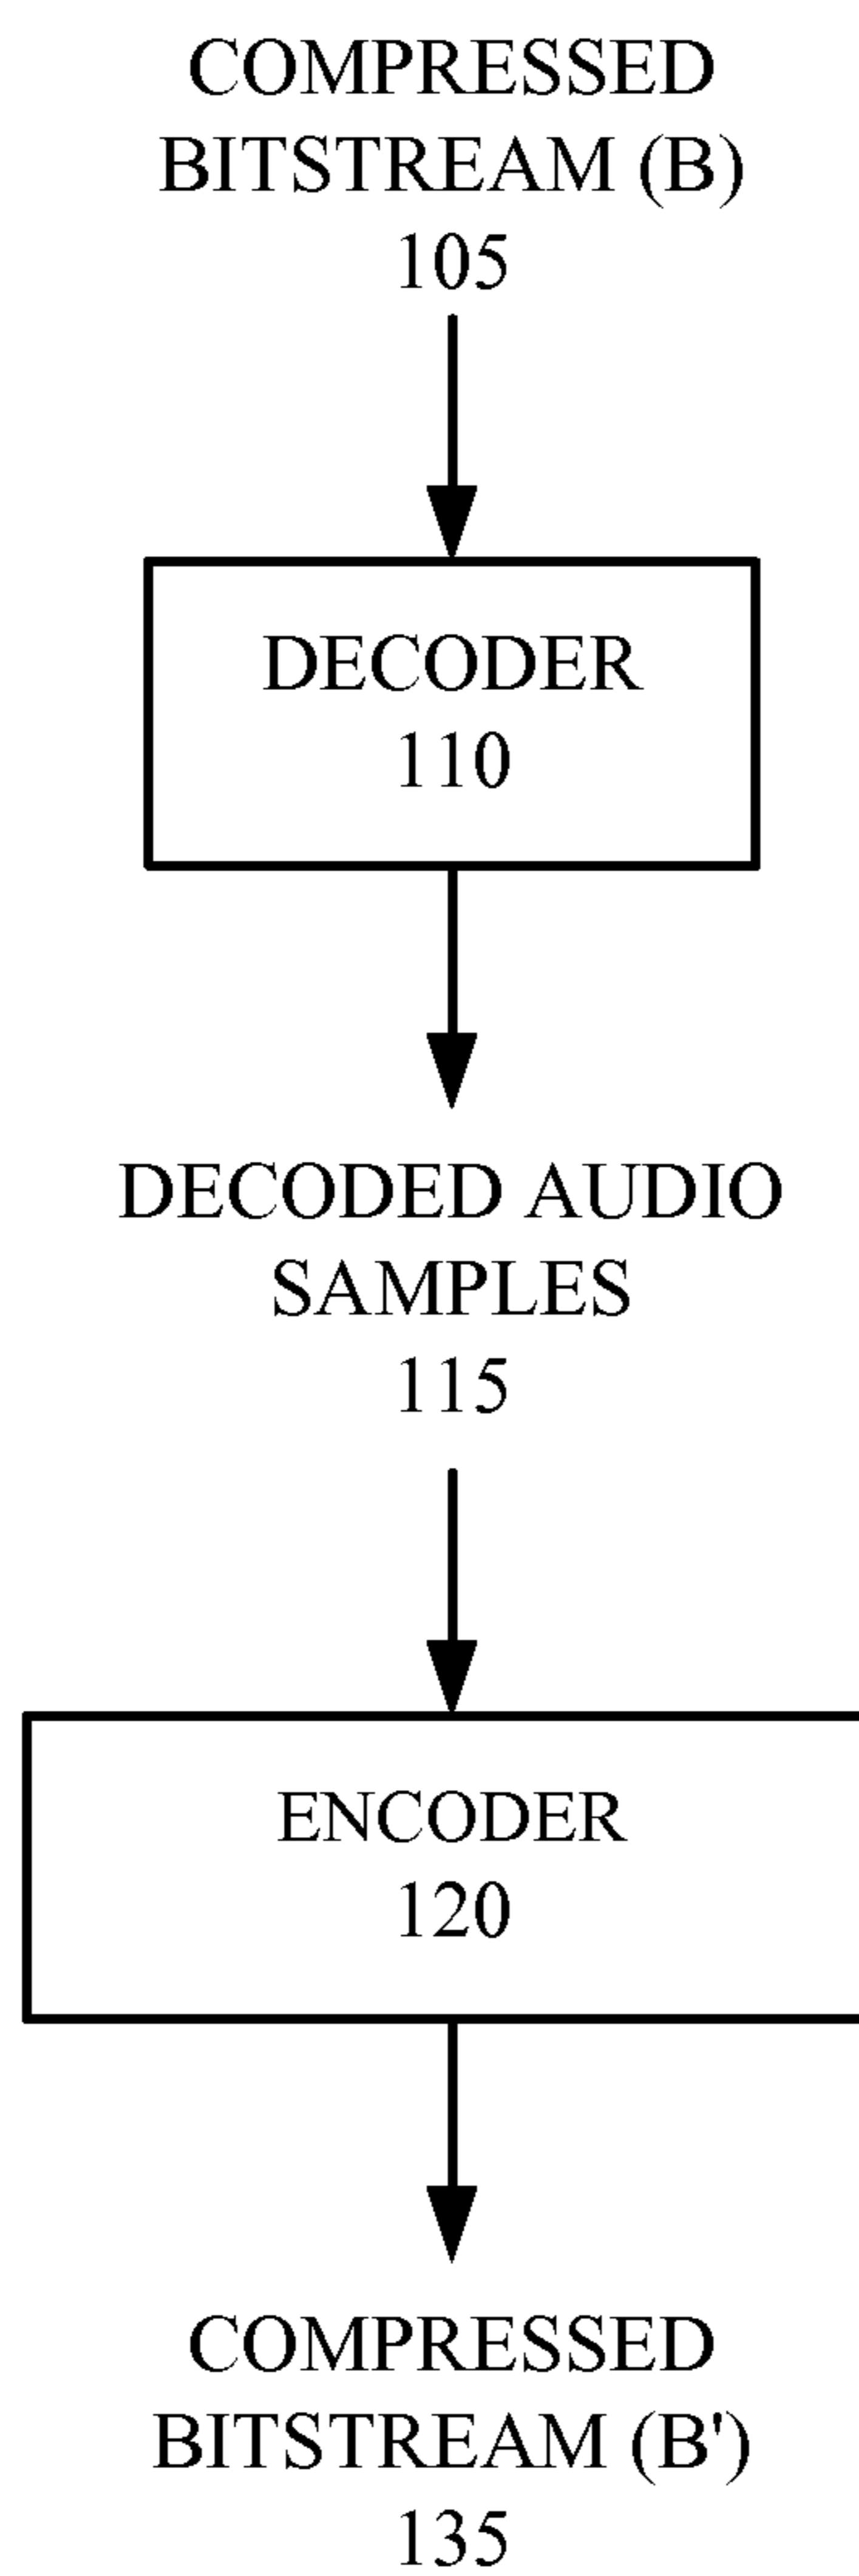 COMPRESSED
BITSTREAM (B)
105
DECODER
110
DECODED AUDIO
SAMPLES
115
ENCODER
120
COMPRESSED
BITSTREAM (B')
135